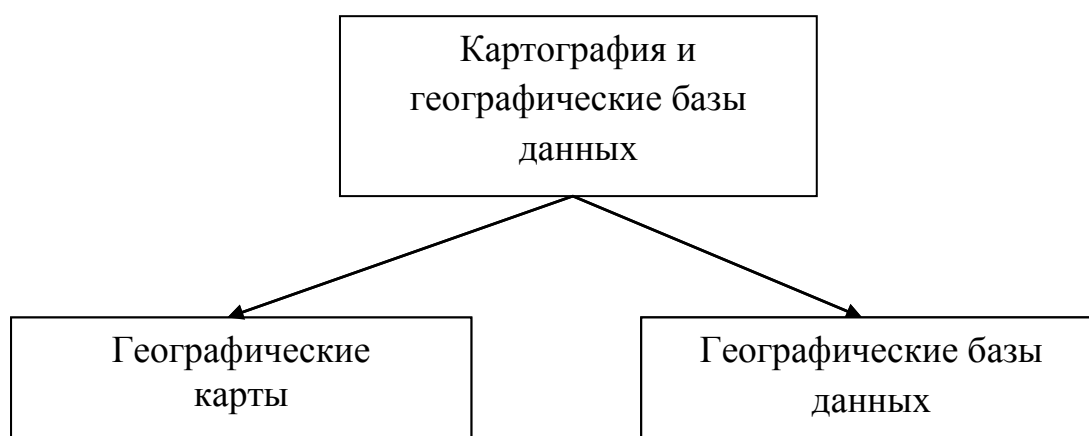 Картография и
географические базы
данных
Географические
карты
Географические базы
данных